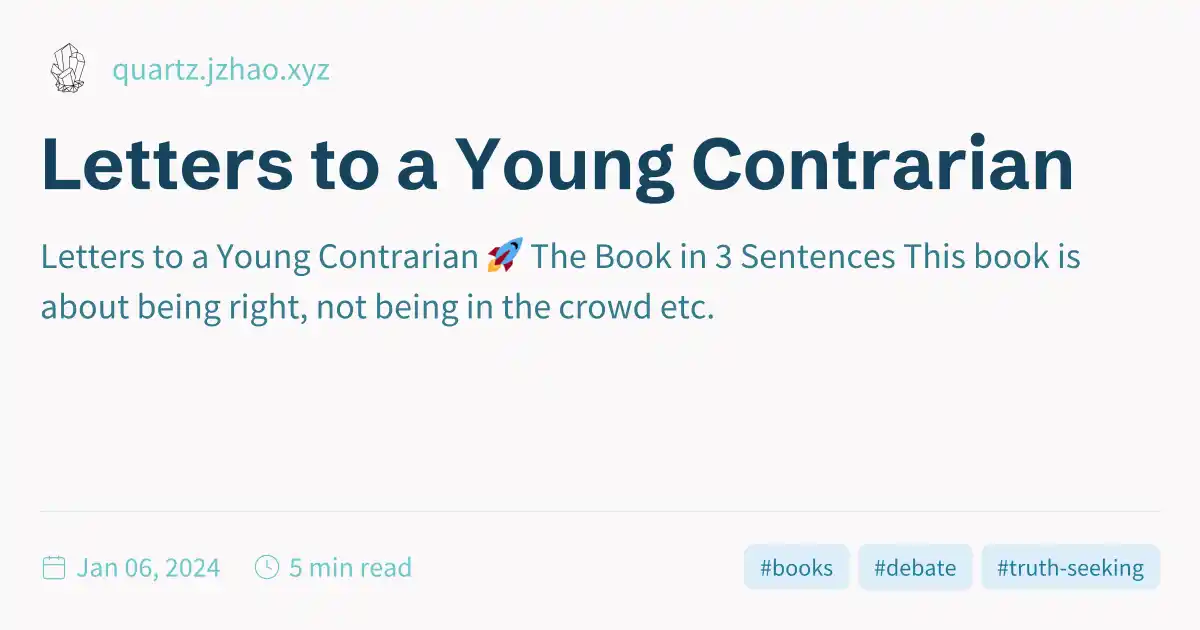 quartz.jzhao.xyz
Letters to a Young Contrarian
Letters to a Young Contrarian 🚀 The Book in 3 Sentences This book is
about being right, not being in the crowd etc.
Jan 06, 2024 5 min read #books #debate #truth-seeking